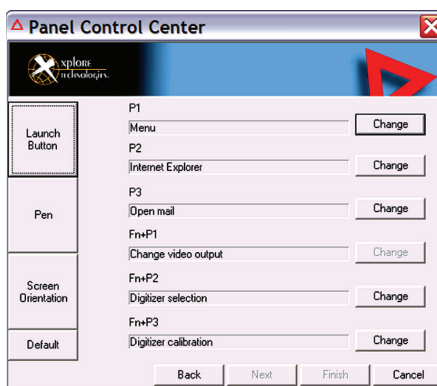 Panel Control Center
xplore
technologies.
Launch
Button
Pen
Screen
Orientation
Default
P1
Menu
Change
P2
Internet Explorer
Change
P3
Open mail
Change
Fn+P1
Change video output
Change
Fn+P2
Digitizer selection
Change
Fn+P3
Digitizer calibration
Change
Back
Next
Finish
Cancel